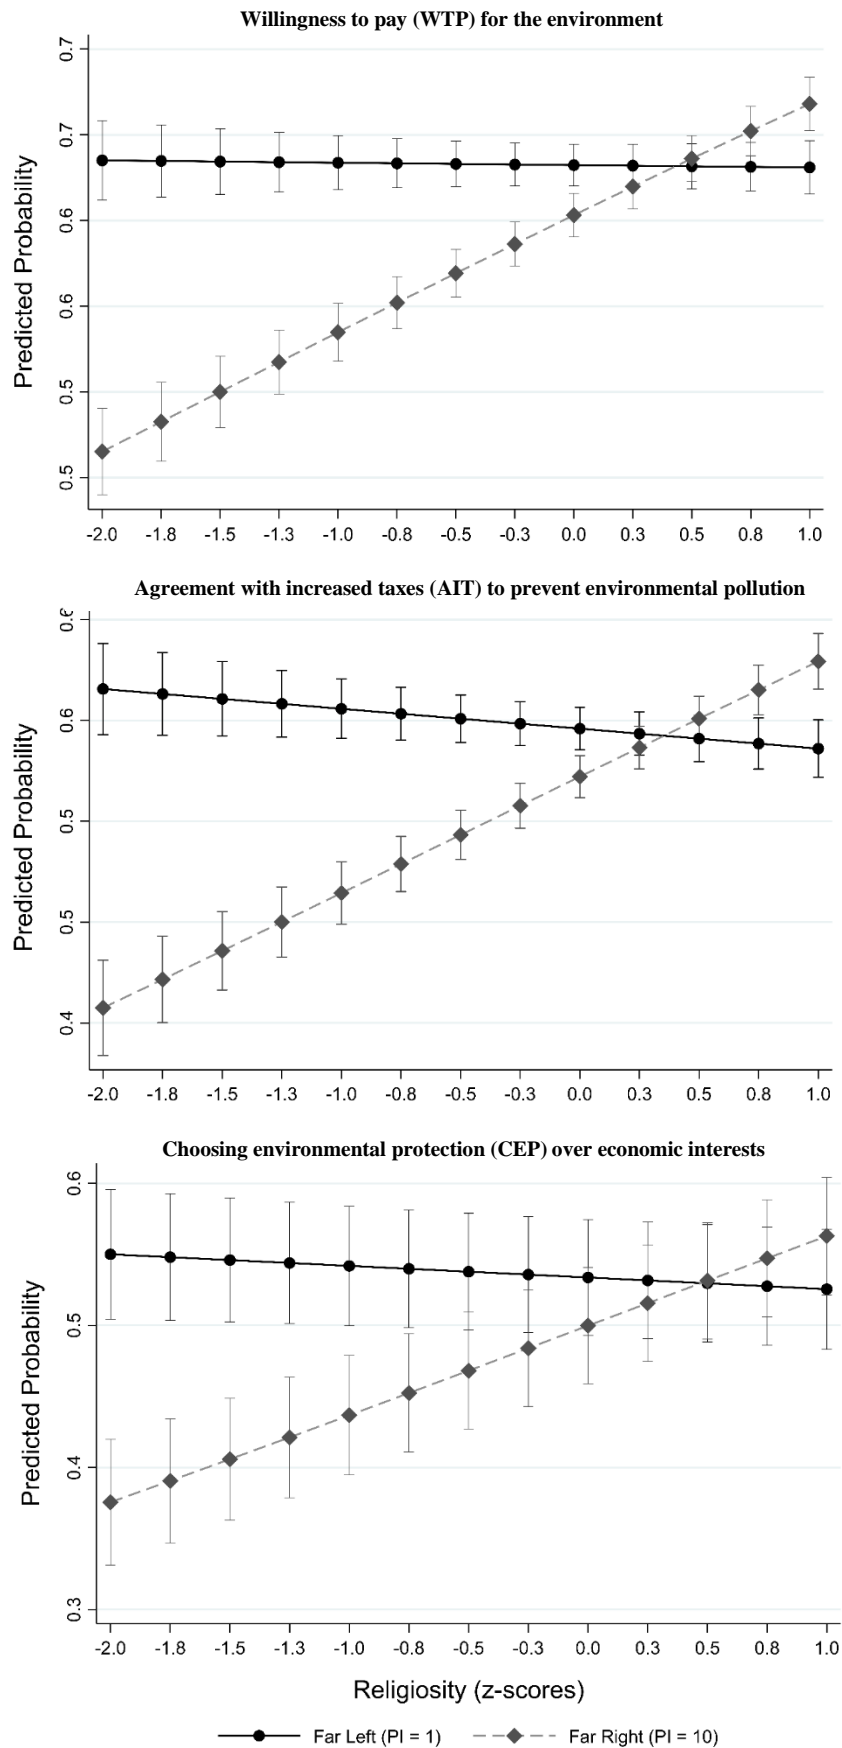 Willingness to pay (WTP) for the environment
0.7
0.7
0.6
0.6
0.5
0.5
Predicted Probability
-2.0 -1.8 -1.5 -1.3 -1.0 -0.8 -0.5 -0.3 0.0 0.3 0.5 0.8 1.0
Agreement with increased taxes (AIT) to prevent environmental pollution
0.6
0.6
0.5
0.5
0.4
Predicted Probability
-2.0 -1.8 -1.5 -1.3 -1.0 -0.8 -0.5 -0.3 0.0 0.3 0.5 0.8 1.0
Choosing environmental protection (CEP) over economic interests
0.6
0.5
0.4
0.3
Predicted Probability
-2.0 -1.8 -1.5 -1.3 -1.0 -0.8 -0.5 -0.3 0.0 0.3 0.5 0.8 1.0
Religiosity (z-scores)
Far Left (PI = 1) Far Right (PI = 10)